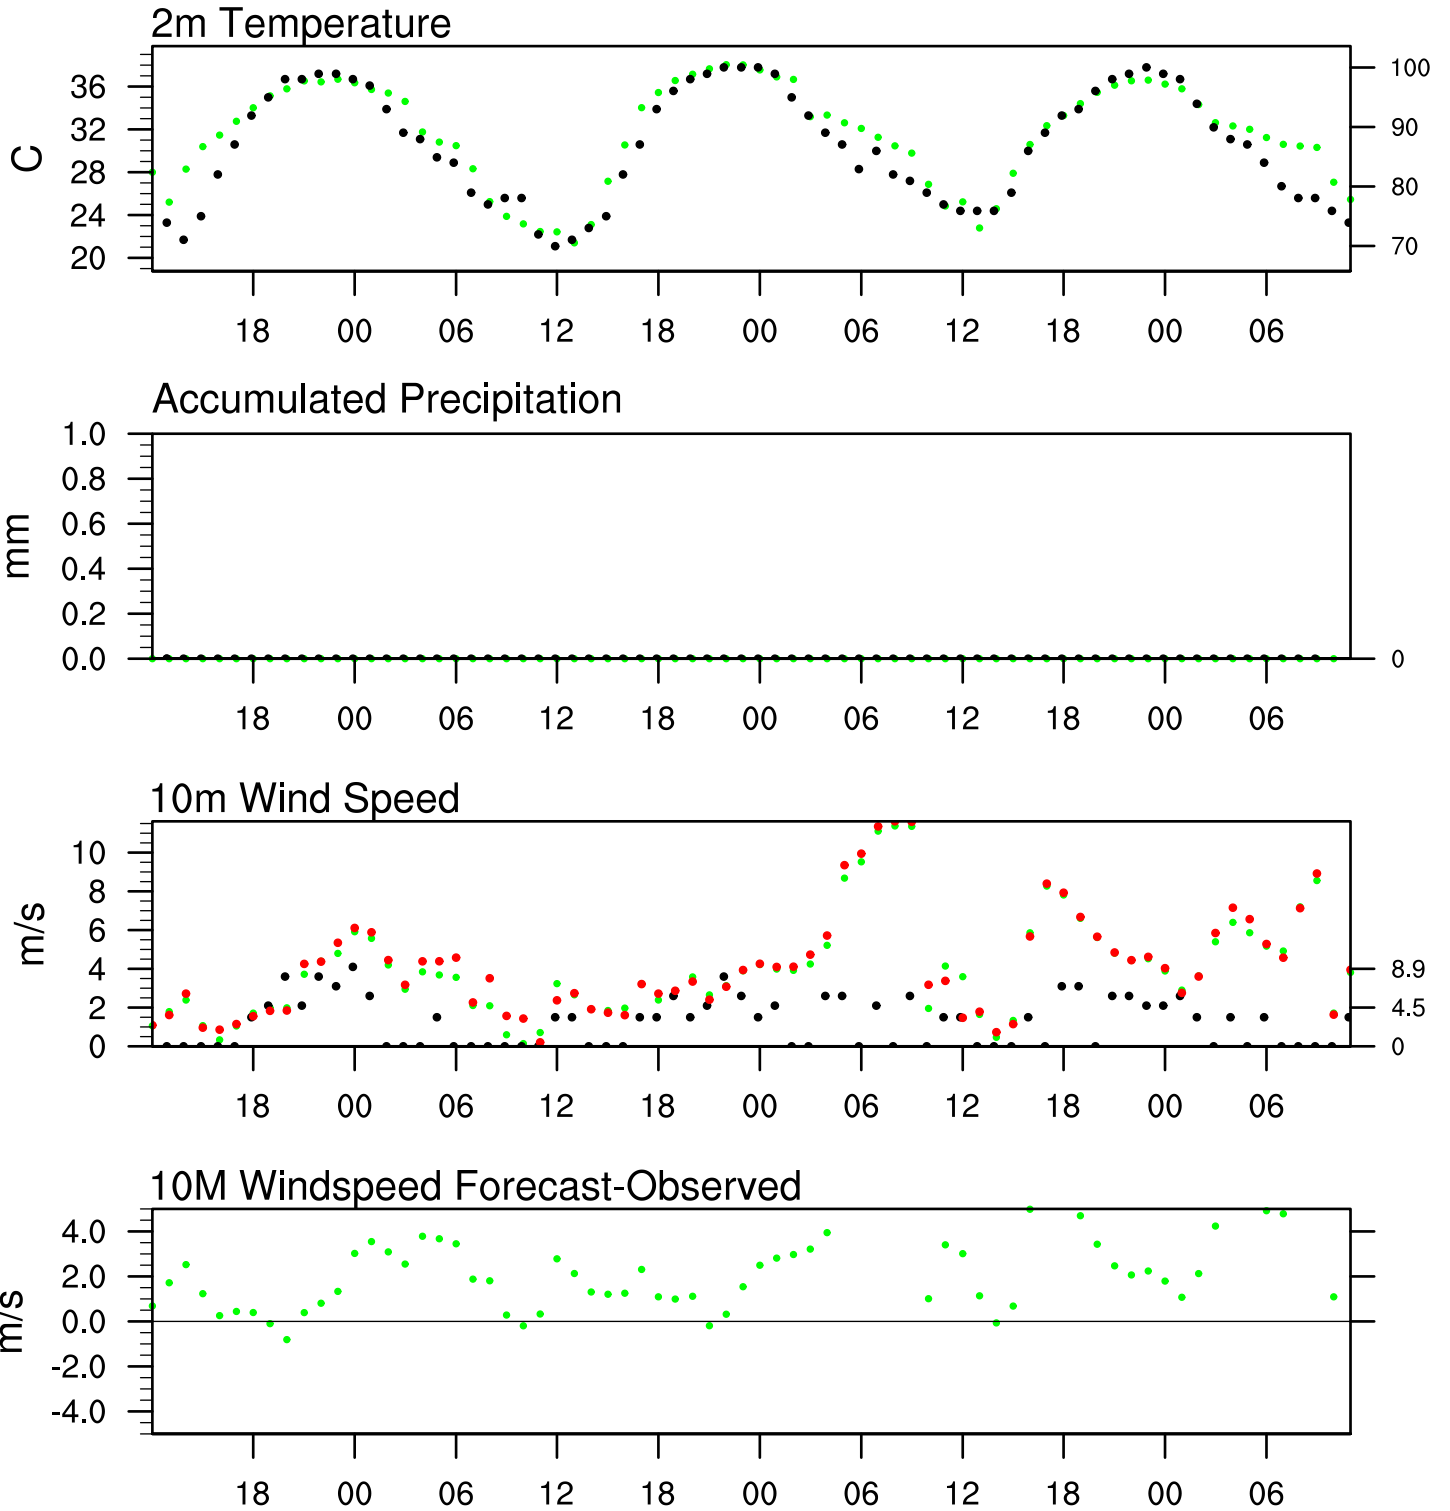 2m Temperature
C
36
32
28
24
20
100
90
80
70
18 00 06 12 18 00 06 12 18 00 06
Accumulated Precipitation
mm
1.0
0.8
0.6
0.4
0.2
0.0
0
18 00 06 12 18 00 06 12 18 00 06
10m Wind Speed
m/s
10
8
6
4
2
0
8.9
4.5
0
18 00 06 12 18 00 06 12 18 00 06
10M Windspeed Forecast-Observed
m/s
4.0
2.0
0.0
-2.0
-4.0
18 00 06 12 18 00 06 12 18 00 06